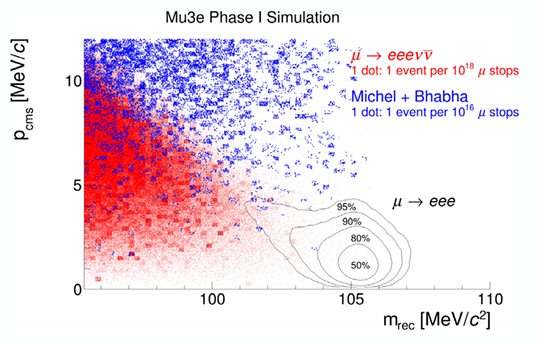 Mu3e Phase I Simulation
p_cms [MeV/c]
μ → eeeνν̅
1 dot: 1 event per 10¹⁸ μ stops
Michel + Bhabha
1 dot: 1 event per 10¹⁶ μ stops
μ → eee
95%
90%
80%
50%
10
5
0
100
105
110
m_rec [MeV/c²]